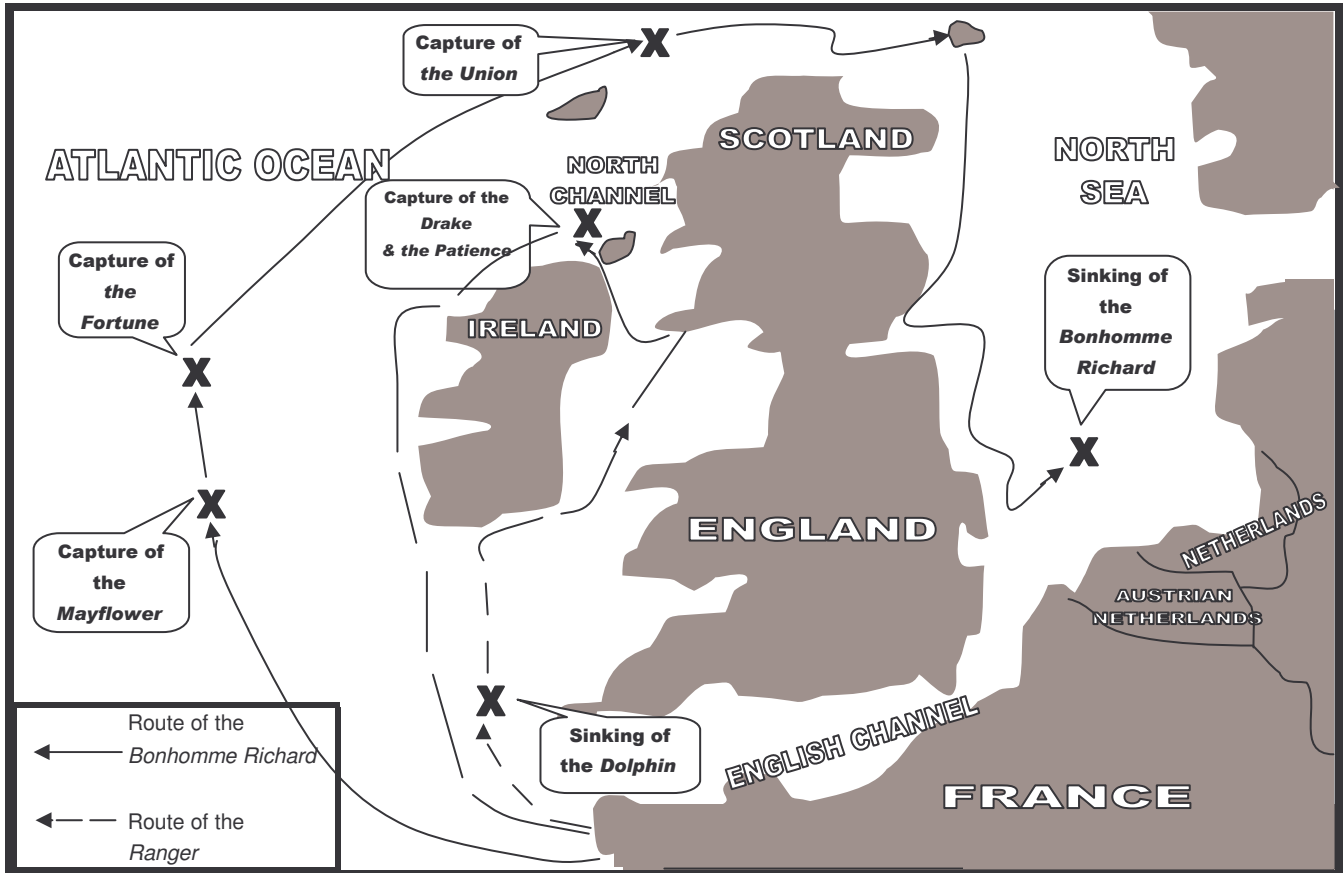 Capture of
the Union
SCOTLAND
ATLANTIC OCEAN
NORTH
CHANNEL
NORTH
SEA
Capture of the
Drake
& the Patience
Capture of
the
Fortune
IRELAND
Sinking of
the
Bonhomme
Richard
Capture of
the
Mayflower
ENGLAND
NETHERLANDS
AUSTRIAN
NETHERLANDS
Sinking of
the Dolphin
ENGLISH CHANNEL
FRANCE
Route of the
Bonhomme Richard
Route of the
Ranger